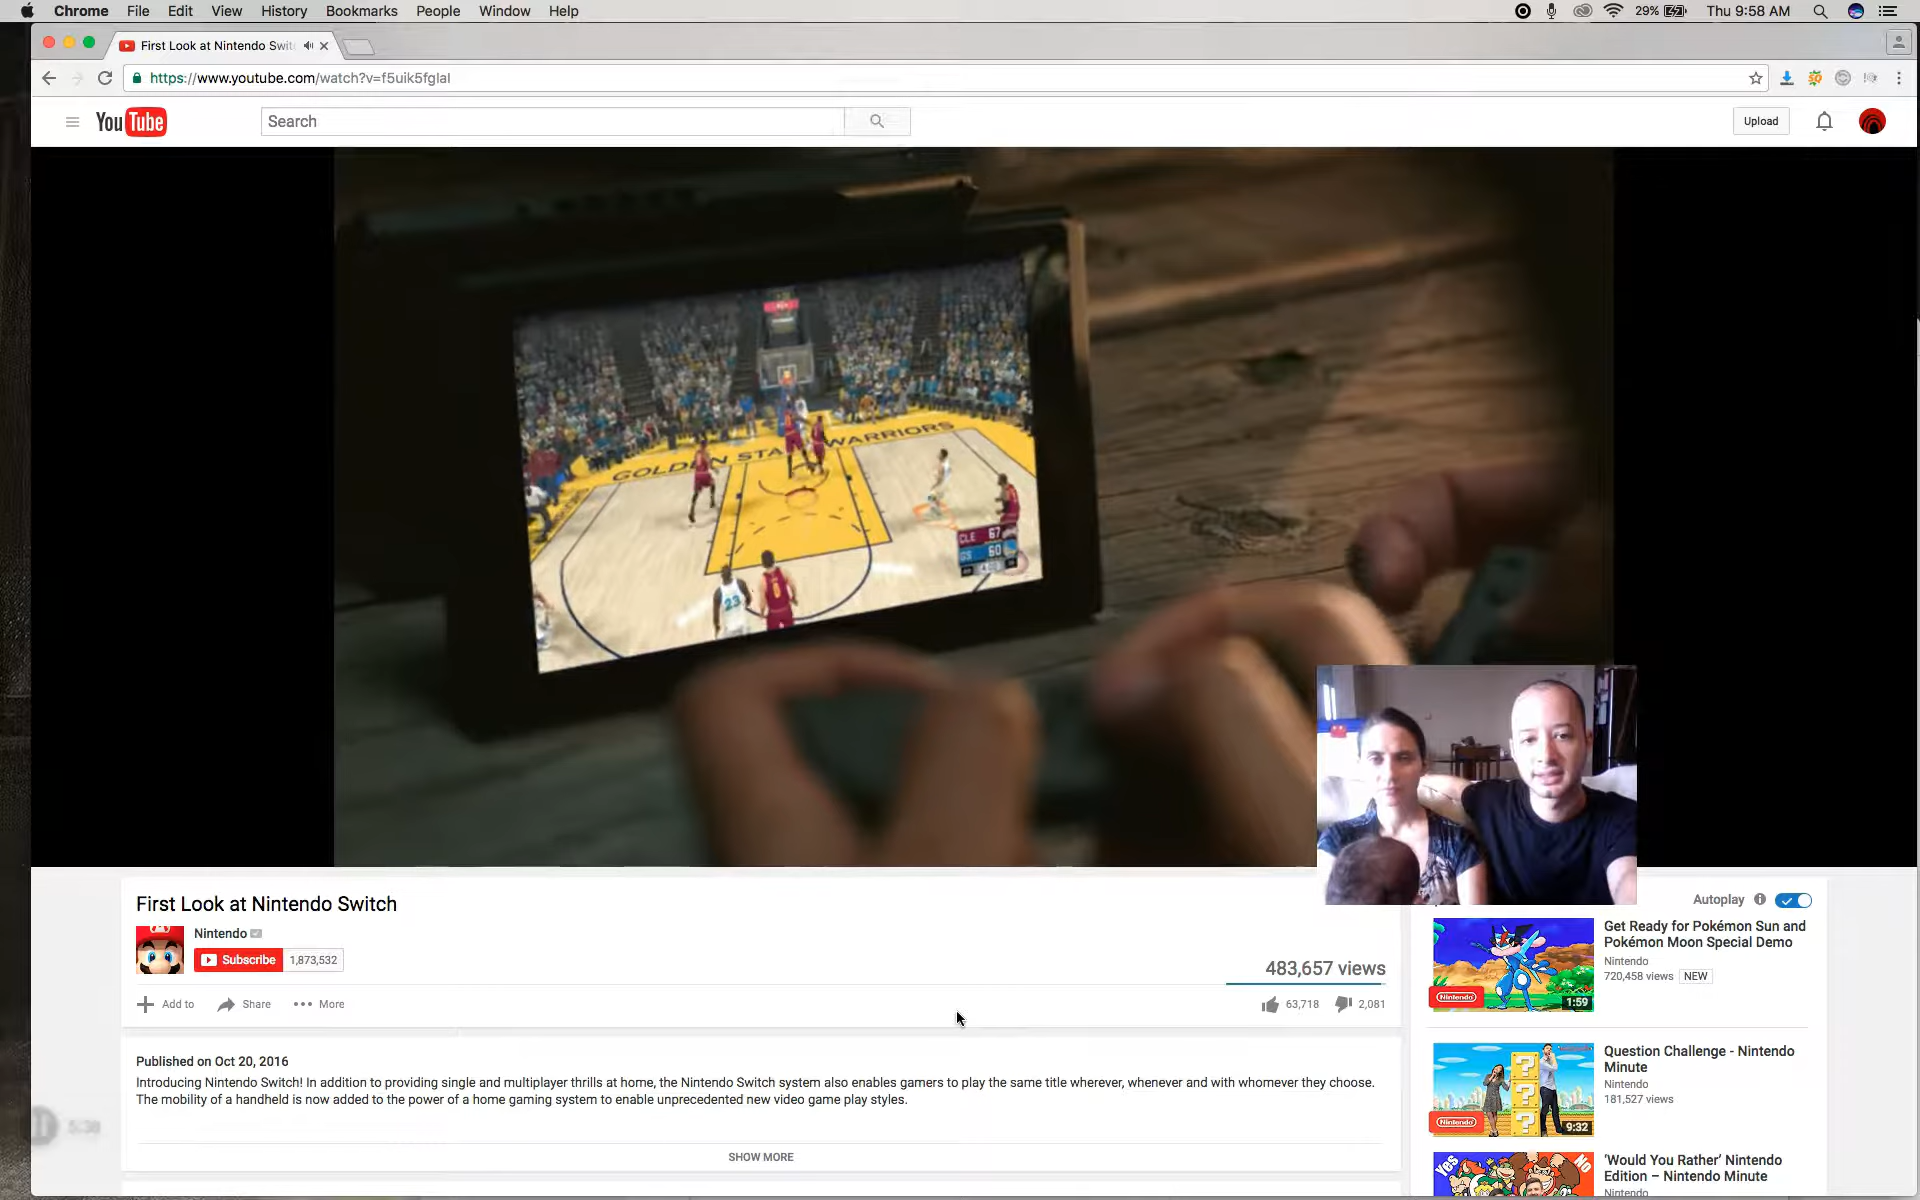 Chrome File Edit View History Bookmarks People Window Help
29% Thu 9:58 AM
First Look at Nintendo Swit
https://www.youtube.com/watch?v=f5uik5fglaI
YouTube
Search
Upload
GOLDEN STA WARRIORS
CLE 67
GS 60
23
First Look at Nintendo Switch
Nintendo
Subscribe 1,873,532
483,657 views
Add to Share More
63,718 2,081
Published on Oct 20, 2016
Introducing Nintendo Switch! In addition to providing single and multiplayer thrills at home, the Nintendo Switch system also enables gamers to play the same title wherever, whenever and with whomever they choose.
The mobility of a handheld is now added to the power of a home gaming system to enable unprecedented new video game play styles.
SHOW MORE
5:38
Autoplay
Get Ready for Pokémon Sun and
Pokémon Moon Special Demo
Nintendo
720,458 views NEW
Nintendo
1:59
Question Challenge - Nintendo
Minute
Nintendo
181,527 views
Nintendo
9:32
Yes No
'Would You Rather' Nintendo
Edition – Nintendo Minute
Nintendo